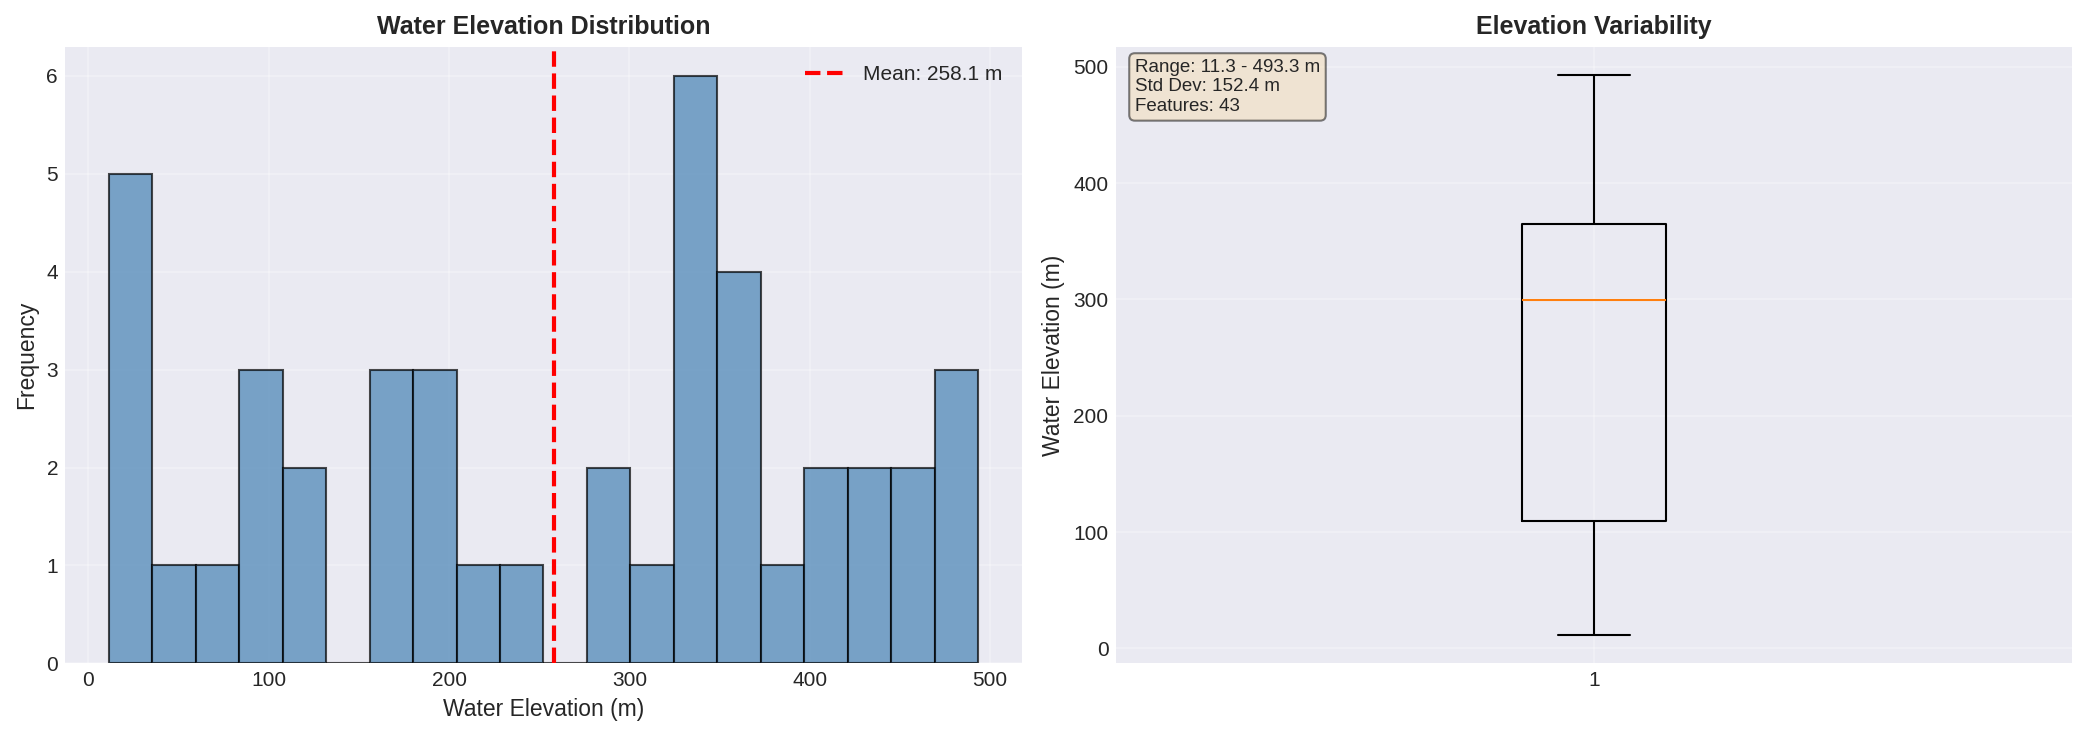 Water Elevation Distribution
Mean: 258.1 m
Frequency
6
5
4
3
2
1
0
0 100 200 300 400 500
Water Elevation (m)
Elevation Variability
Range: 11.3 - 493.3 m
Std Dev: 152.4 m
Features: 43
Water Elevation (m)
500
400
300
200
100
0
1